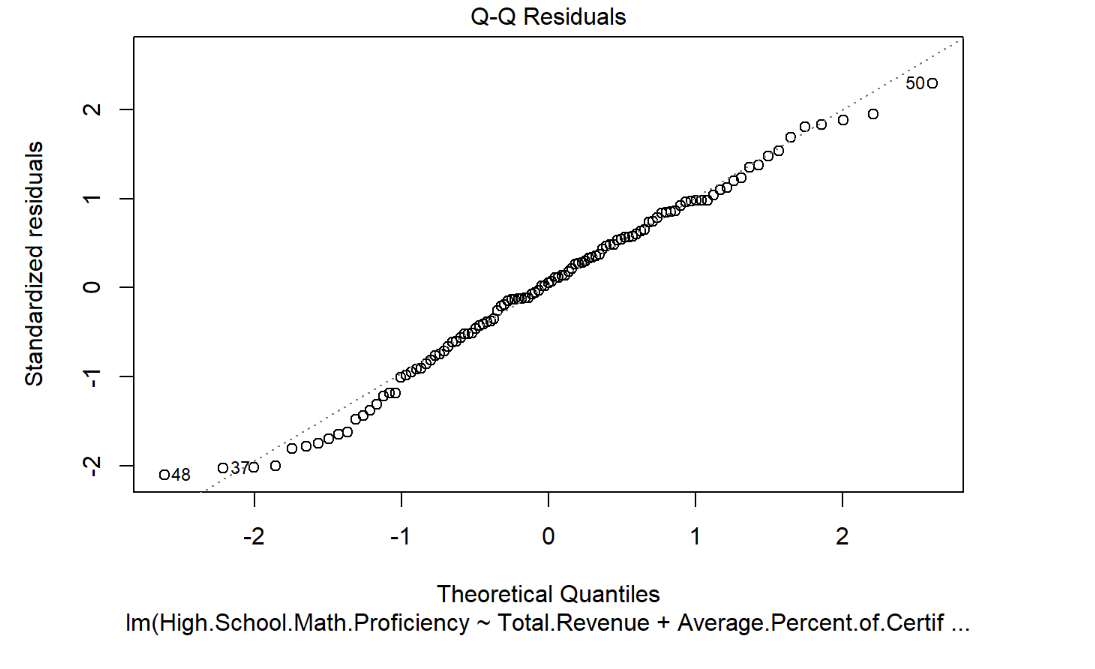 Q-Q Residuals
Standardized residuals
2
1
0
-1
-2
50
37
48
-2 -1 0 1 2
Theoretical Quantiles
lm(High.School.Math.Proficiency ~ Total.Revenue + Average.Percent.of.Certif ...